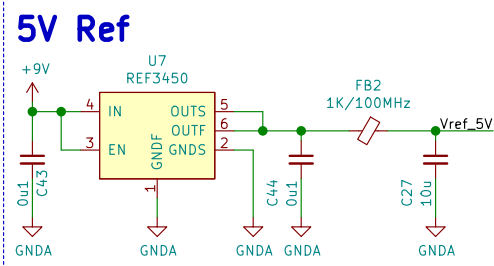 5V Ref
+9V
U7
REF3450
FB2
1K/100MHz
4 IN OUTS 5
OUTF 6
3 EN GNDS 2
GNDF
1
Vref_5V
0u1 C43
C44 0u1
C27 10u
GNDA GNDA GNDA GNDA GNDA